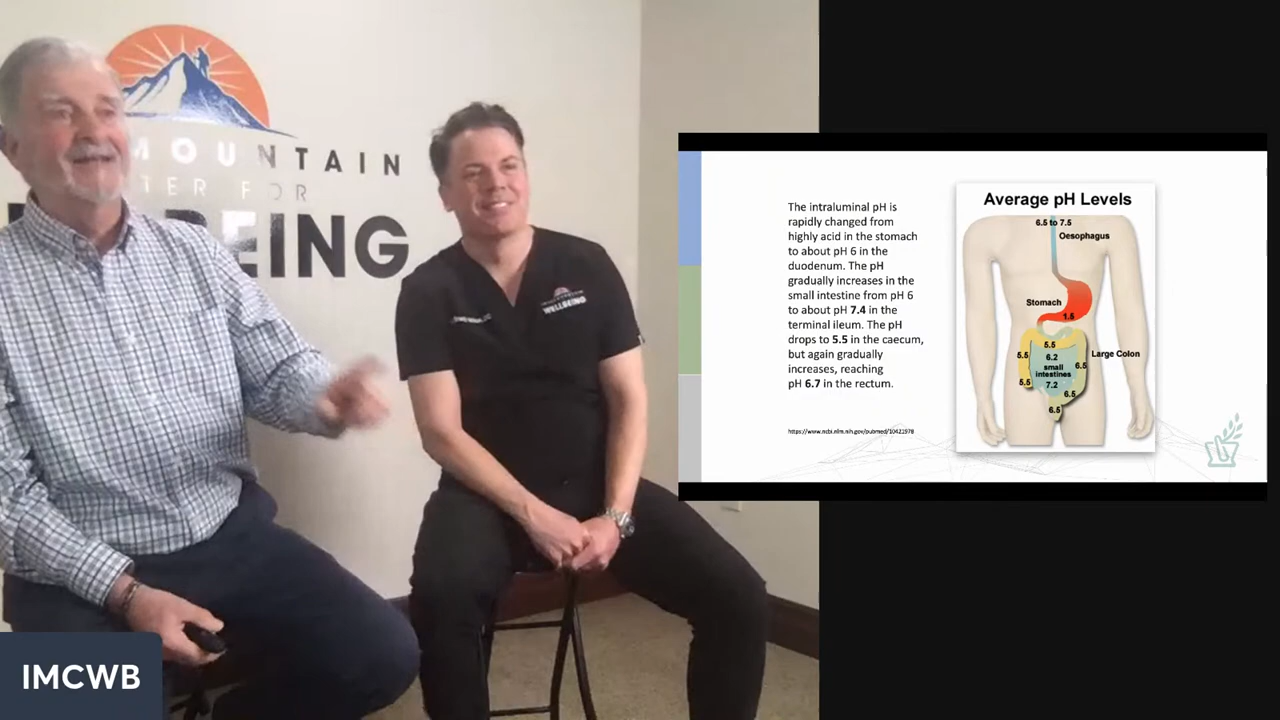 MOUNTAIN
TER FOR
BEING
WELLBEING
IMCWB
The intraluminal pH is
rapidly changed from
highly acid in the stomach
to about pH 6 in the
duodenum. The pH
gradually increases in the
small intestine from pH 6
to about pH 7.4 in the
terminal ileum. The pH
drops to 5.5 in the caecum,
but again gradually
increases, reaching
pH 6.7 in the rectum.
https://www.ncbi.nlm.nih.gov/pubmed/10421978
Average pH Levels
6.5 to 7.5
Oesophagus
Stomach
1.5
5.5
Large Colon
5.5
6.2
6.5
small
intestines
5.5
7.2
6.5
6.5